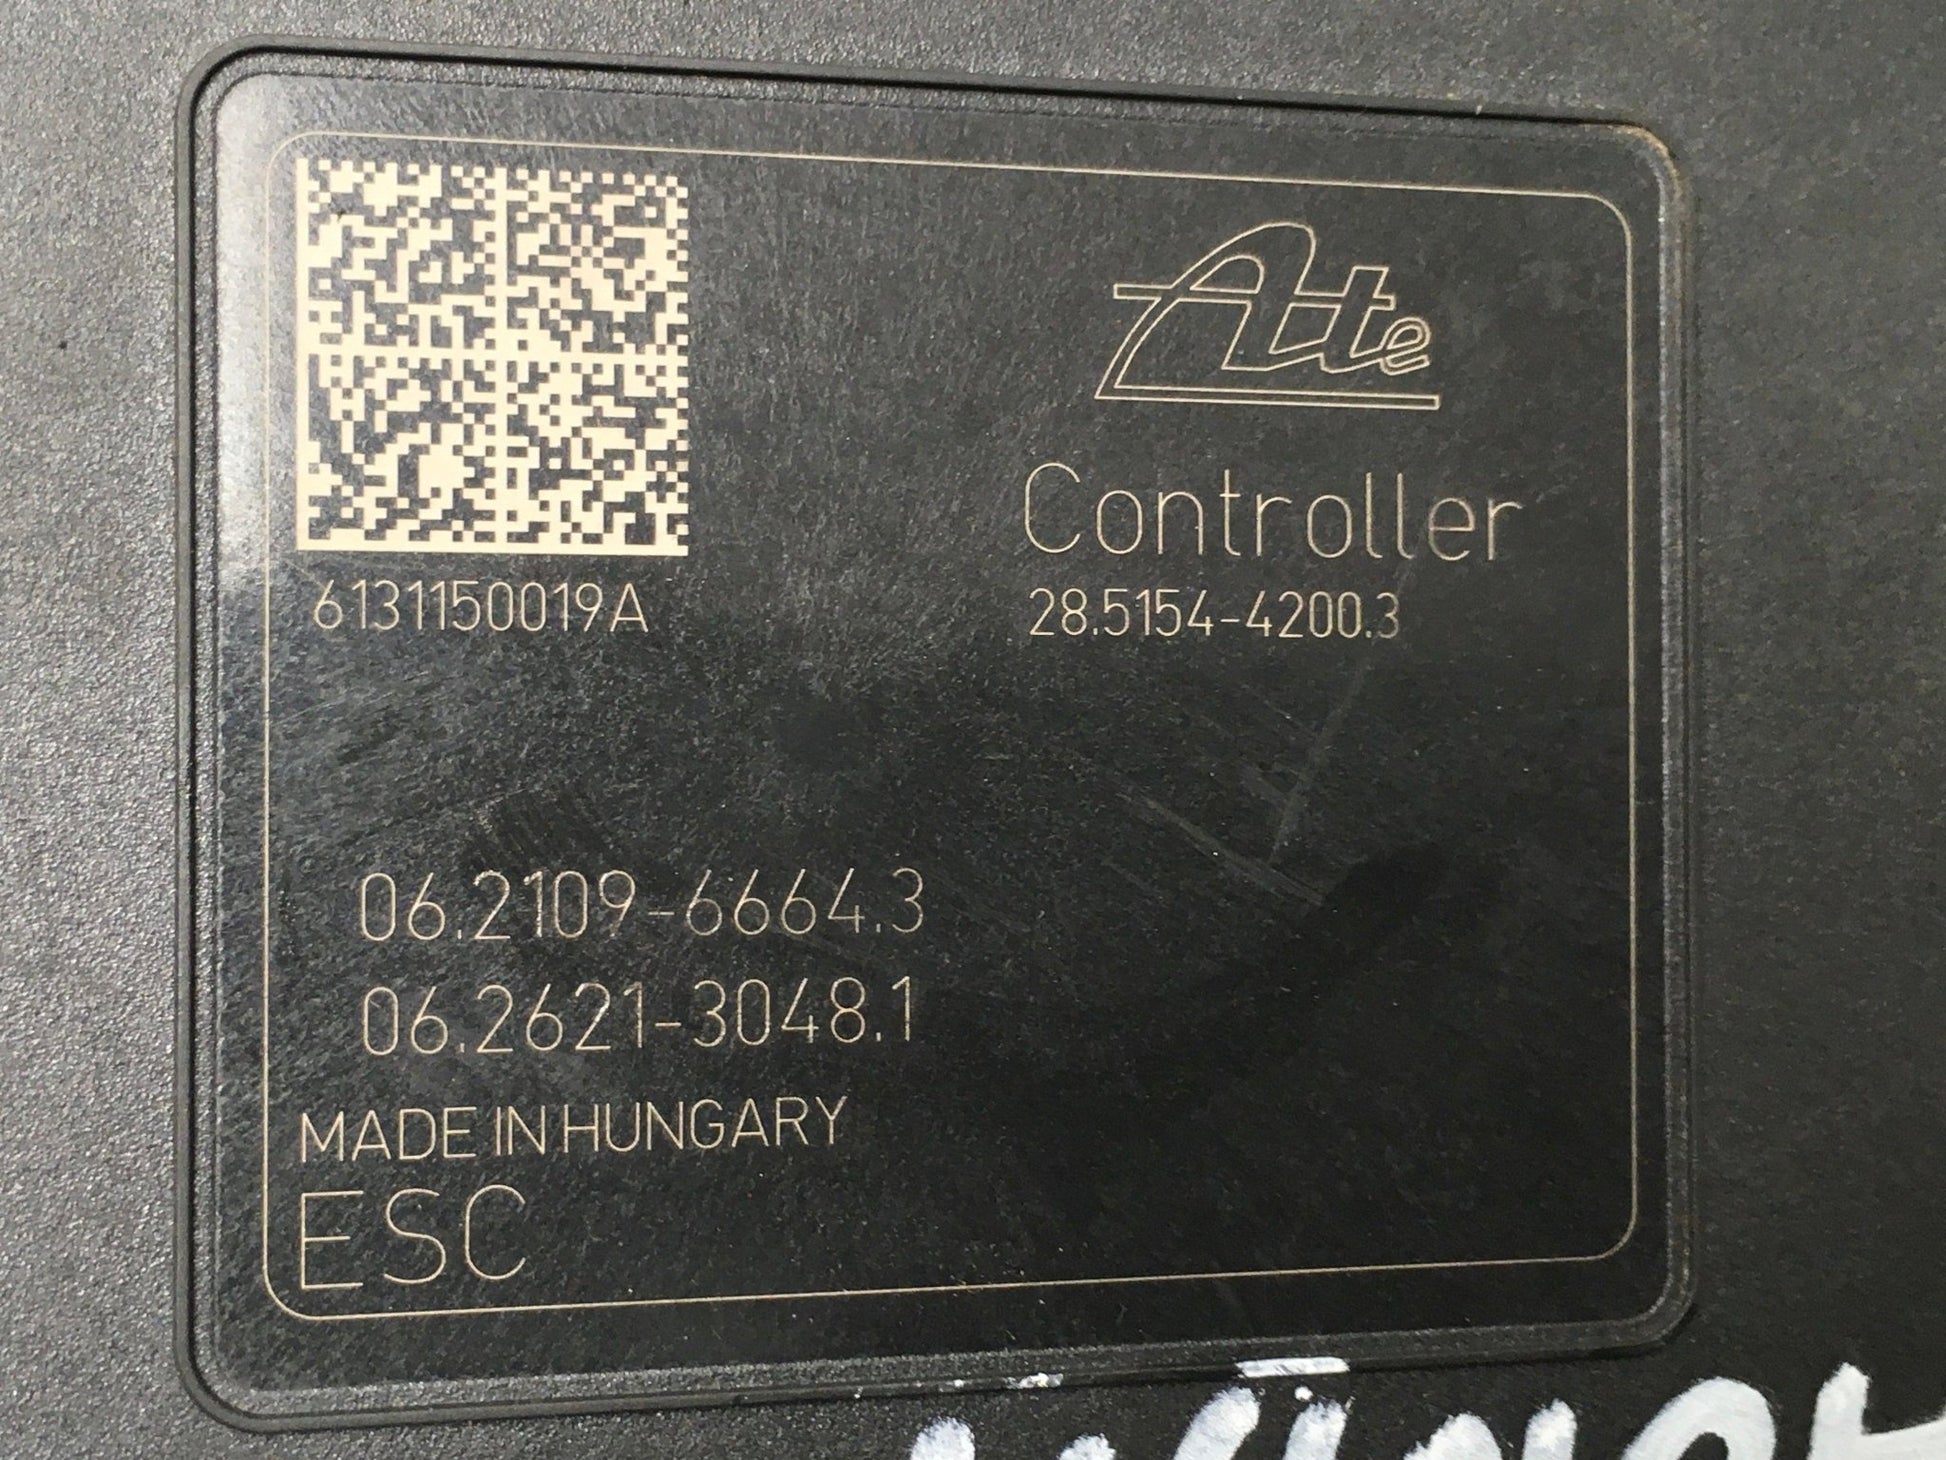 Ate
6131150019A
Controller
28.5154-4200.3
06.2109-6664.3
06.2621-3048.1
MADE IN HUNGARY
ESC